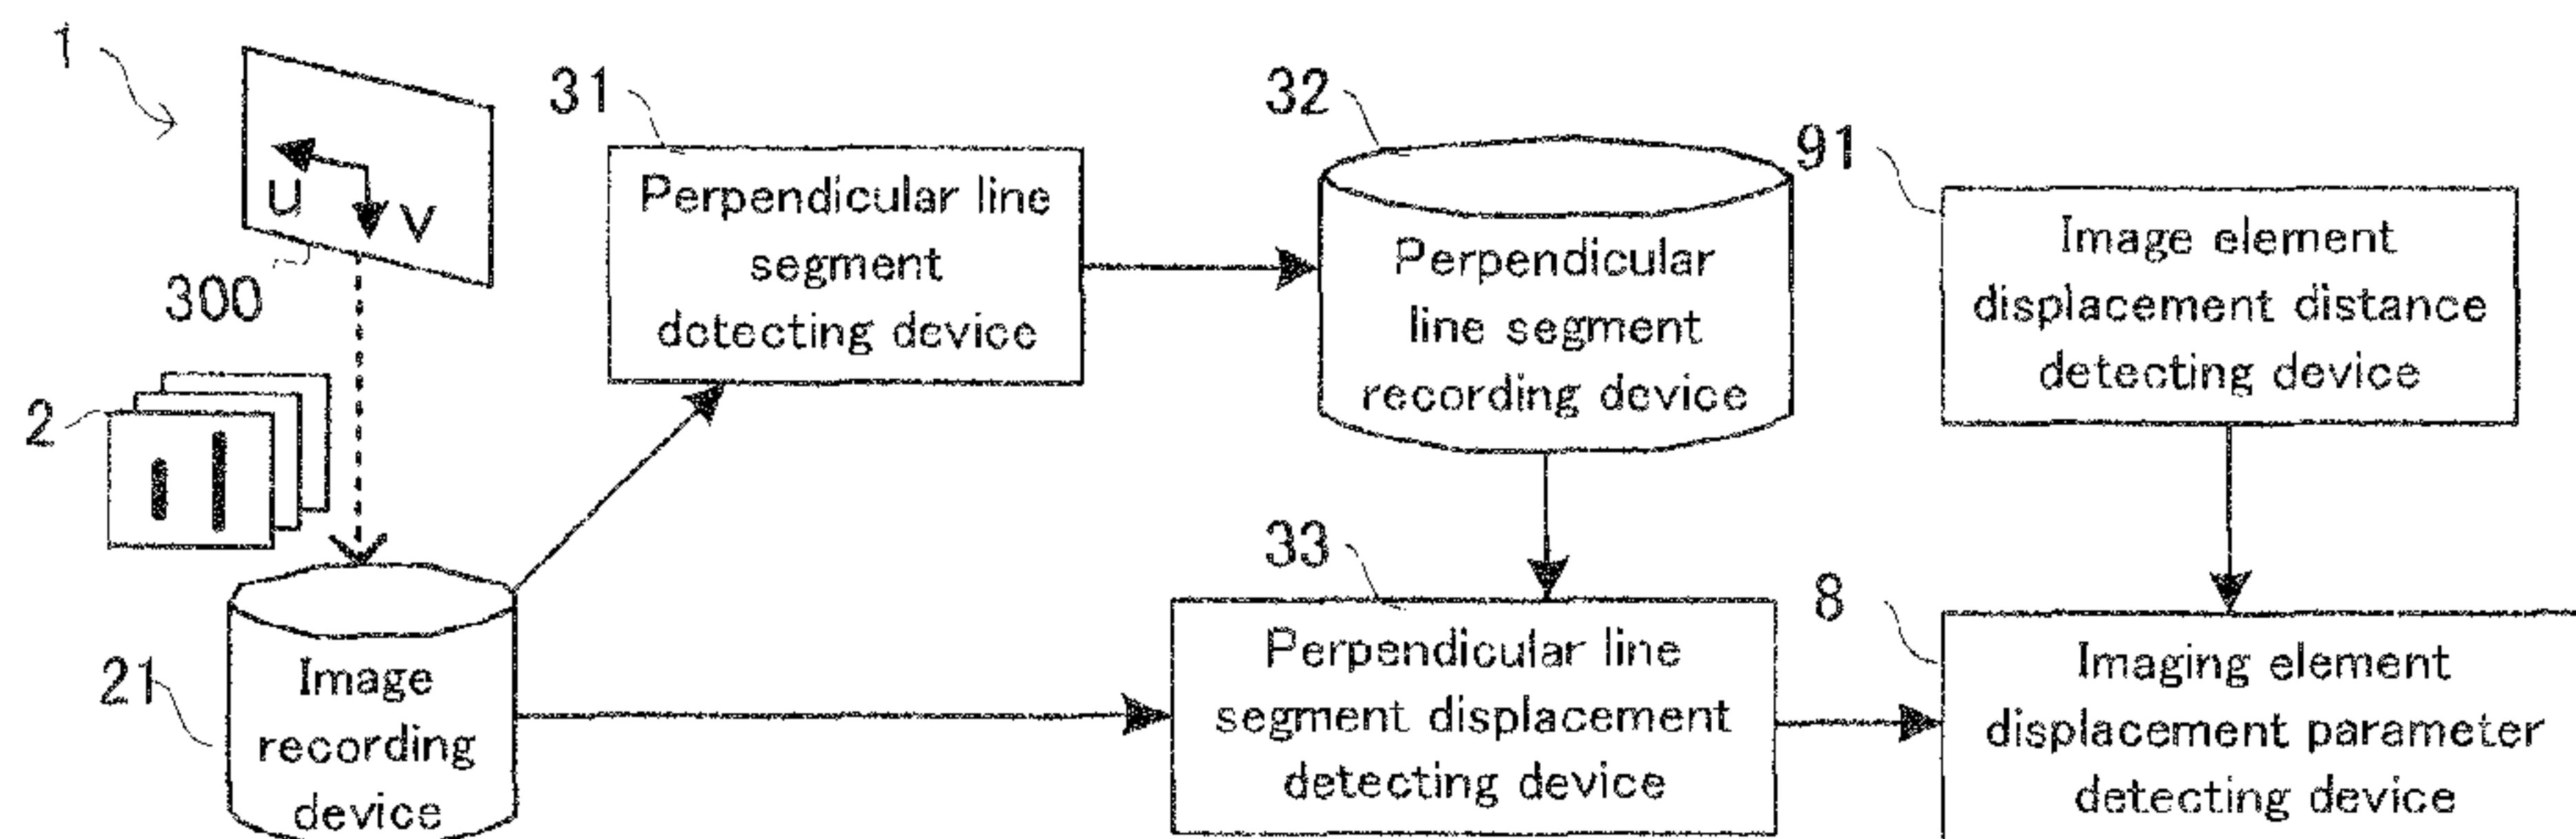 1
U
V
300
2
21
Image
recording
device
31
Perpendicular line
segment
detecting device
32
Perpendicular
line segment
recording device
91
Image element
displacement distance
detecting device
33
Perpendicular line
segment displacement
detecting device
8
Imaging element
displacement parameter
detecting device